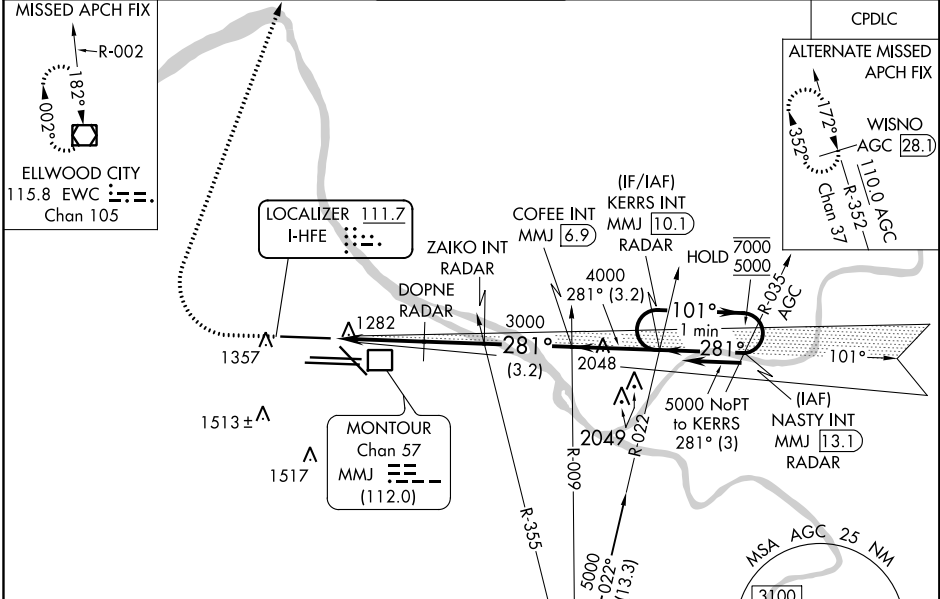 MISSED APCH FIX
R-002
182°
002°
ELLWOOD CITY
115.8 EWC
Chan 105
CPDLC
ALTERNATE MISSED
APCH FIX
172°
352°
WISNO
AGC 28.1
110.0 AGC
R-352
Chan 37
LOCALIZER 111.7
I-HFE
ZAIKO INT
RADAR
DOPNE
RADAR
COFEE INT
MMJ 6.9
(IF/IAF)
KERRS INT
MMJ 10.1
RADAR
HOLD 7000
5000
R-035
AGC
4000
281° (3.2)
101°
1 min
281°
101°
1357
1282
3000
281°
(3.2)
2048
2049
1513 ±
1517
MONTOUR
Chan 57
MMJ
(112.0)
5000 NoPT
to KERRS
281° (3)
(IAF)
NASTY INT
MMJ 13.1
RADAR
R-022
R-009
R-355
5000
022°
(13.3)
MSA AGC 25 NM
3100